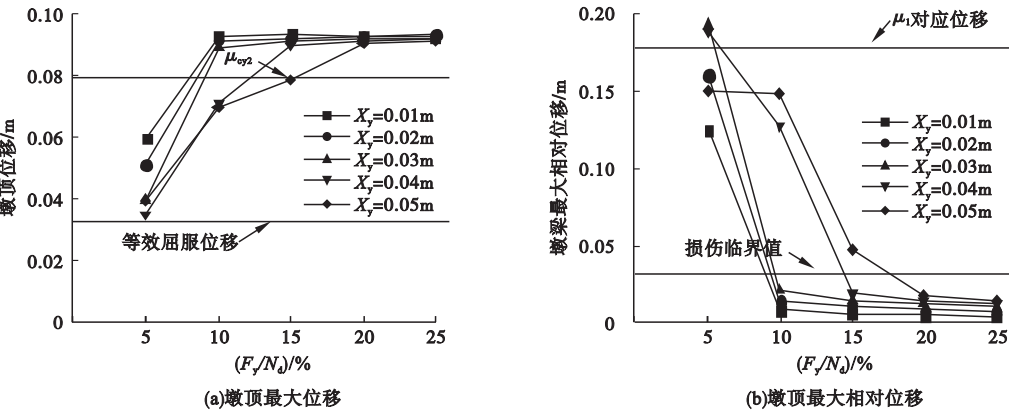 0.10
0.08
0.06
0.04
0.02
0
5
10
15
20
25
墩顶位移/m
μcy2
Xy=0.01m
Xy=0.02m
Xy=0.03m
Xy=0.04m
Xy=0.05m
等效屈服位移
(Fy/Nd)/%
(a)墩顶最大位移
0.20
0.15
0.10
0.05
0
5
10
15
20
25
墩梁最大相对位移/m
μ1对应位移
Xy=0.01m
Xy=0.02m
Xy=0.03m
Xy=0.04m
Xy=0.05m
损伤临界值
(Fy/Nd)/%
(b)墩顶最大相对位移